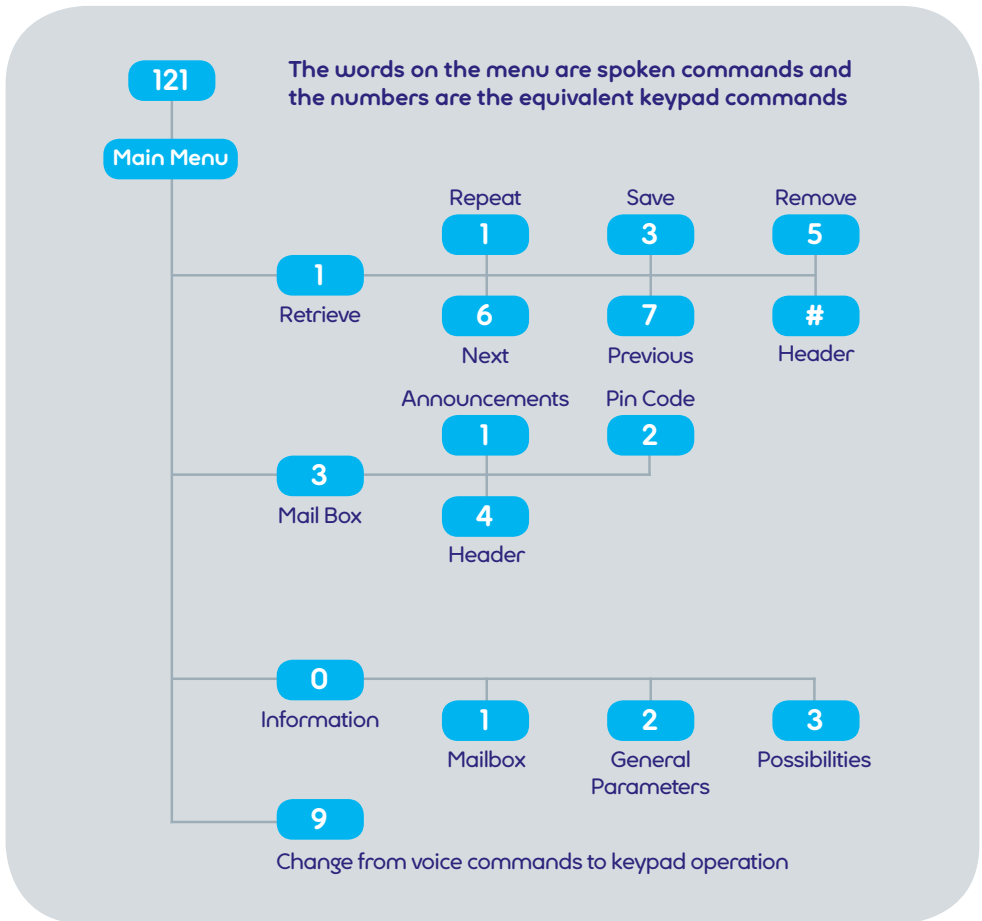 121
The words on the menu are spoken commands and
the numbers are the equivalent keypad commands
Main Menu
Repeat
Save
Remove
1
3
5
1
Retrieve
6
7
#
Next
Previous
Header
Announcements
Pin Code
1
2
3
Mail Box
4
Header
0
Information
1
2
3
Mailbox
General
Parameters
Possibilities
9
Change from voice commands to keypad operation